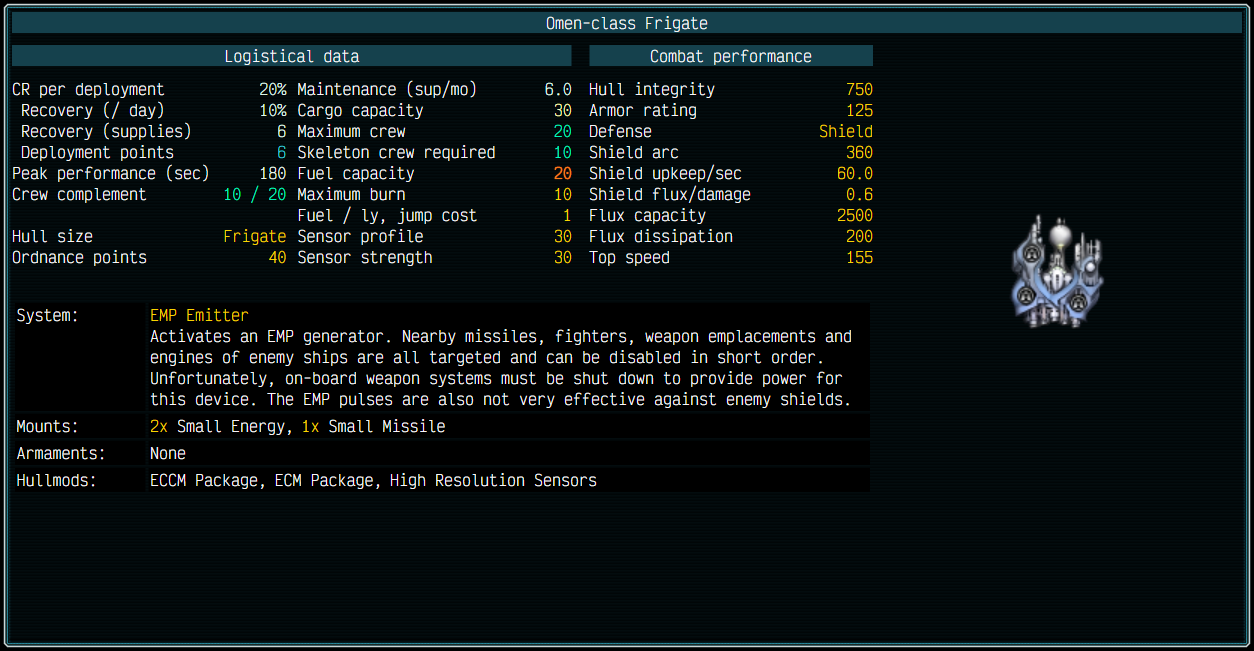 Omen-class Frigate
Logistical data
CR per deployment 20% Maintenance (sup/mo) 6.0
Recovery (/ day) 10% Cargo capacity 30
Recovery (supplies) 6 Maximum crew 20
Deployment points 6 Skeleton crew required 10
Peak performance (sec) 180 Fuel capacity 20
Crew complement 10 / 20 Maximum burn 10
Fuel / ly, jump cost 1
Hull size Frigate Sensor profile 30
Ordnance points 40 Sensor strength 30
Combat performance
Hull integrity 750
Armor rating 125
Defense Shield
Shield arc 360
Shield upkeep/sec 60.0
Shield flux/damage 0.6
Flux capacity 2500
Flux dissipation 200
Top speed 155
System: EMP Emitter
Activates an EMP generator. Nearby missiles, fighters, weapon emplacements and
engines of enemy ships are all targeted and can be disabled in short order.
Unfortunately, on-board weapon systems must be shut down to provide power for
this device. The EMP pulses are also not very effective against enemy shields.
Mounts: 2x Small Energy, 1x Small Missile
Armaments: None
Hullmods: ECCM Package, ECM Package, High Resolution Sensors